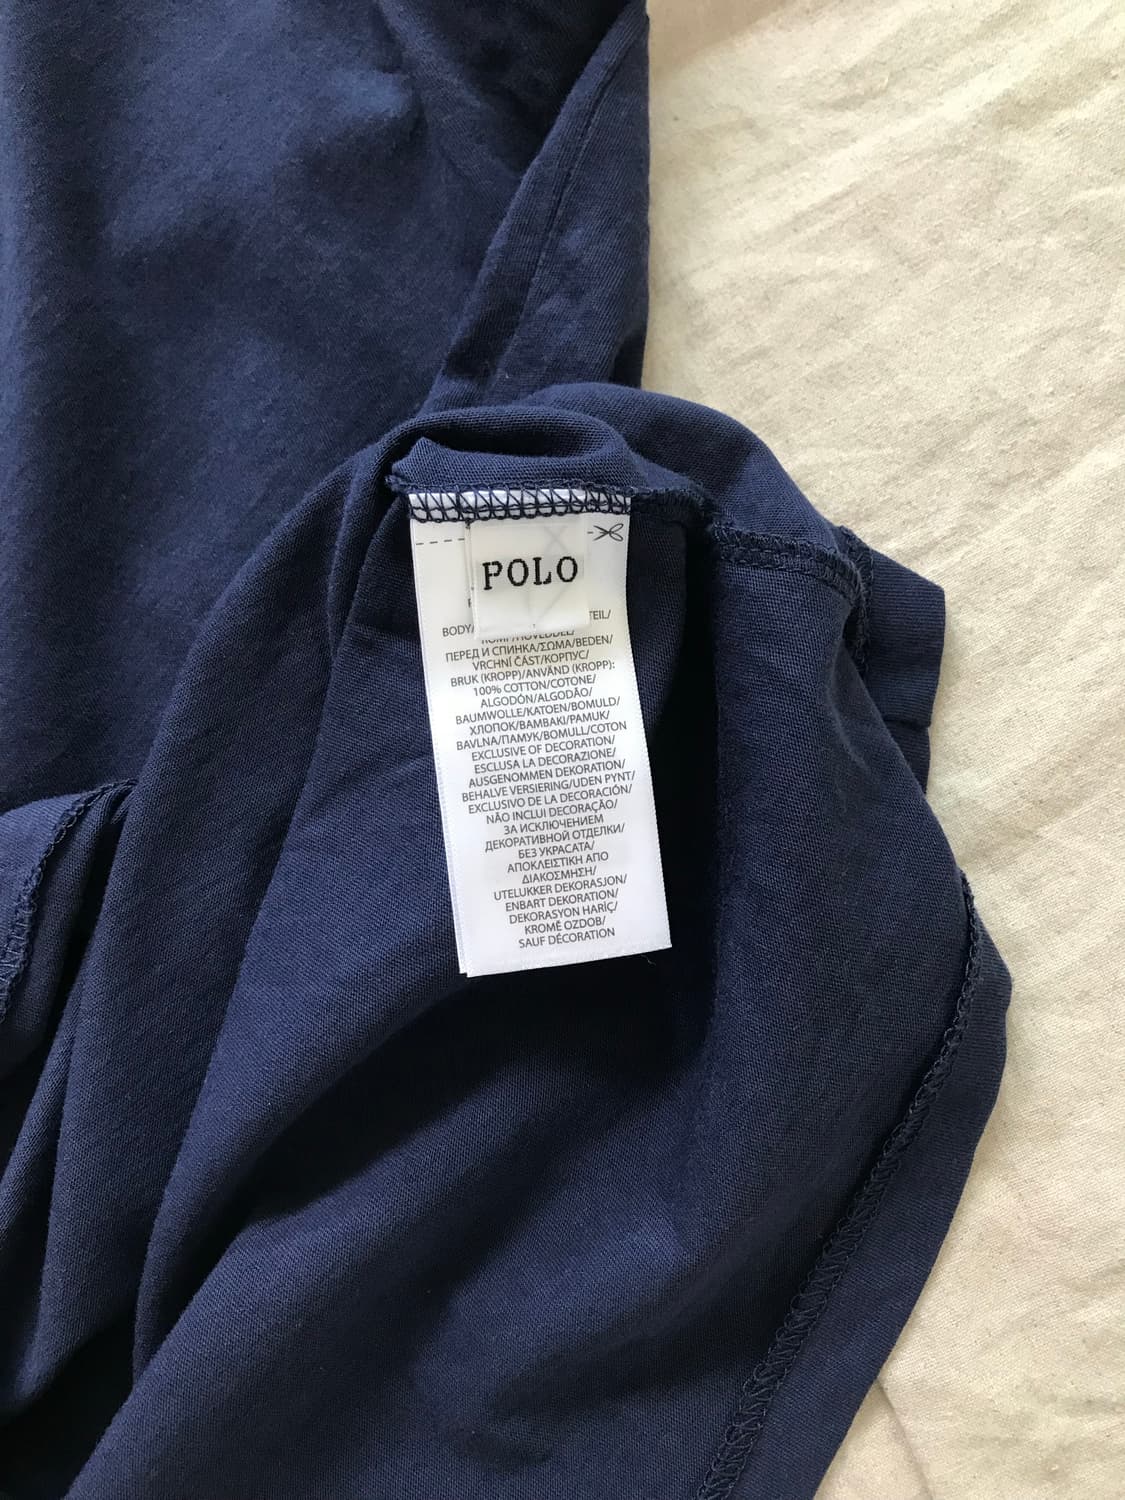 POLO
TEIL/
BODY/
ROMP/HOVEDDEL/
ПЕРЕД И СПИНКА/ΣΩΜΑ/BEDEN/
VRCHNÍ ČÁST/KORPUS/
BRUK (KROPP)/ANVÄND (KROPP):
100% COTTON/COTONE/
ALGODÓN/ALGODÃO/
BAUMWOLLE/KATOEN/BOMULD/
ХЛОПОК/ΒΑΜΒΑΚΙ/PAMUK/
BAVLNA/ПАМУК/BOMULL/COTON
EXCLUSIVE OF DECORATION/
ESCLUSA LA DECORAZIONE/
AUSGENOMMEN DEKORATION/
BEHALVE VERSIERING/UDEN PYNT/
EXCLUSIVO DE LA DECORACIÓN/
NÃO INCLUI DECORAÇÃO/
ЗА ИСКЛЮЧЕНИЕМ
ДЕКОРАТИВНОЙ ОТДЕЛКИ/
БЕЗ УКРАСАТА/
ΑΠΟΚΛΕΙΣΤΙΚΗ ΑΠΟ
ΔΙΑΚΟΣΜΗΣΗ/
UTELUKKER DEKORASJON/
ENBART DEKORATION/
DEKORASYON HARİÇ/
KROMĚ OZDOB/
SAUF DÉCORATION